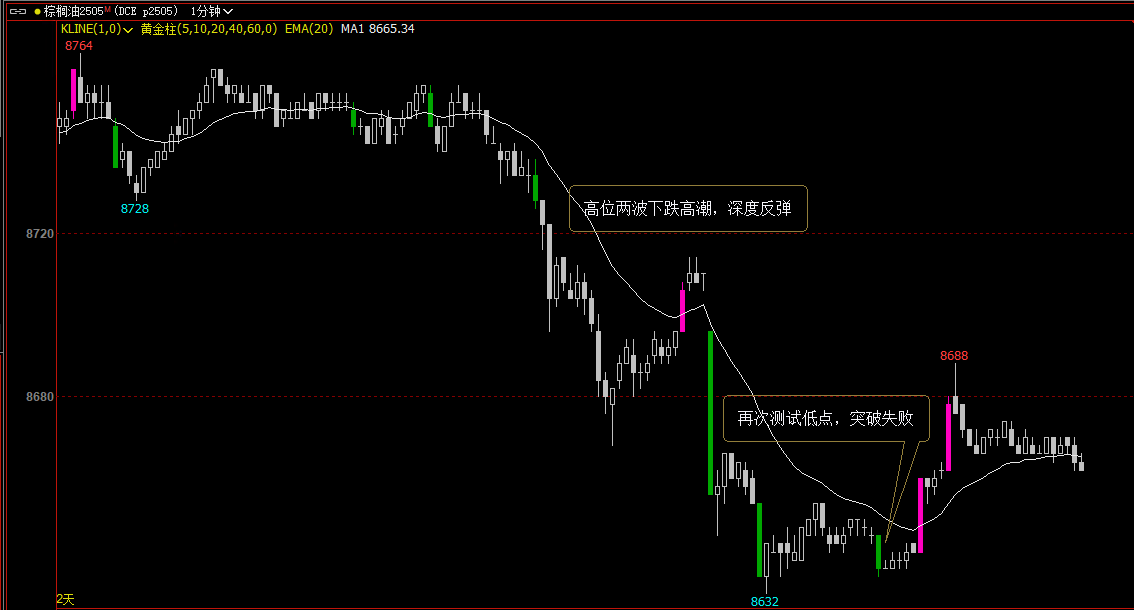 棕榈油2505M (DCE p2505) 1分钟
KLINE(1,0) 黄金柱(5,10,20,40,60,0) EMA(20) MA1 8665.34
8764
8728
高位两波下跌高潮，深度反弹
8720
8688
8680
再次测试低点，突破失败
2天
8632